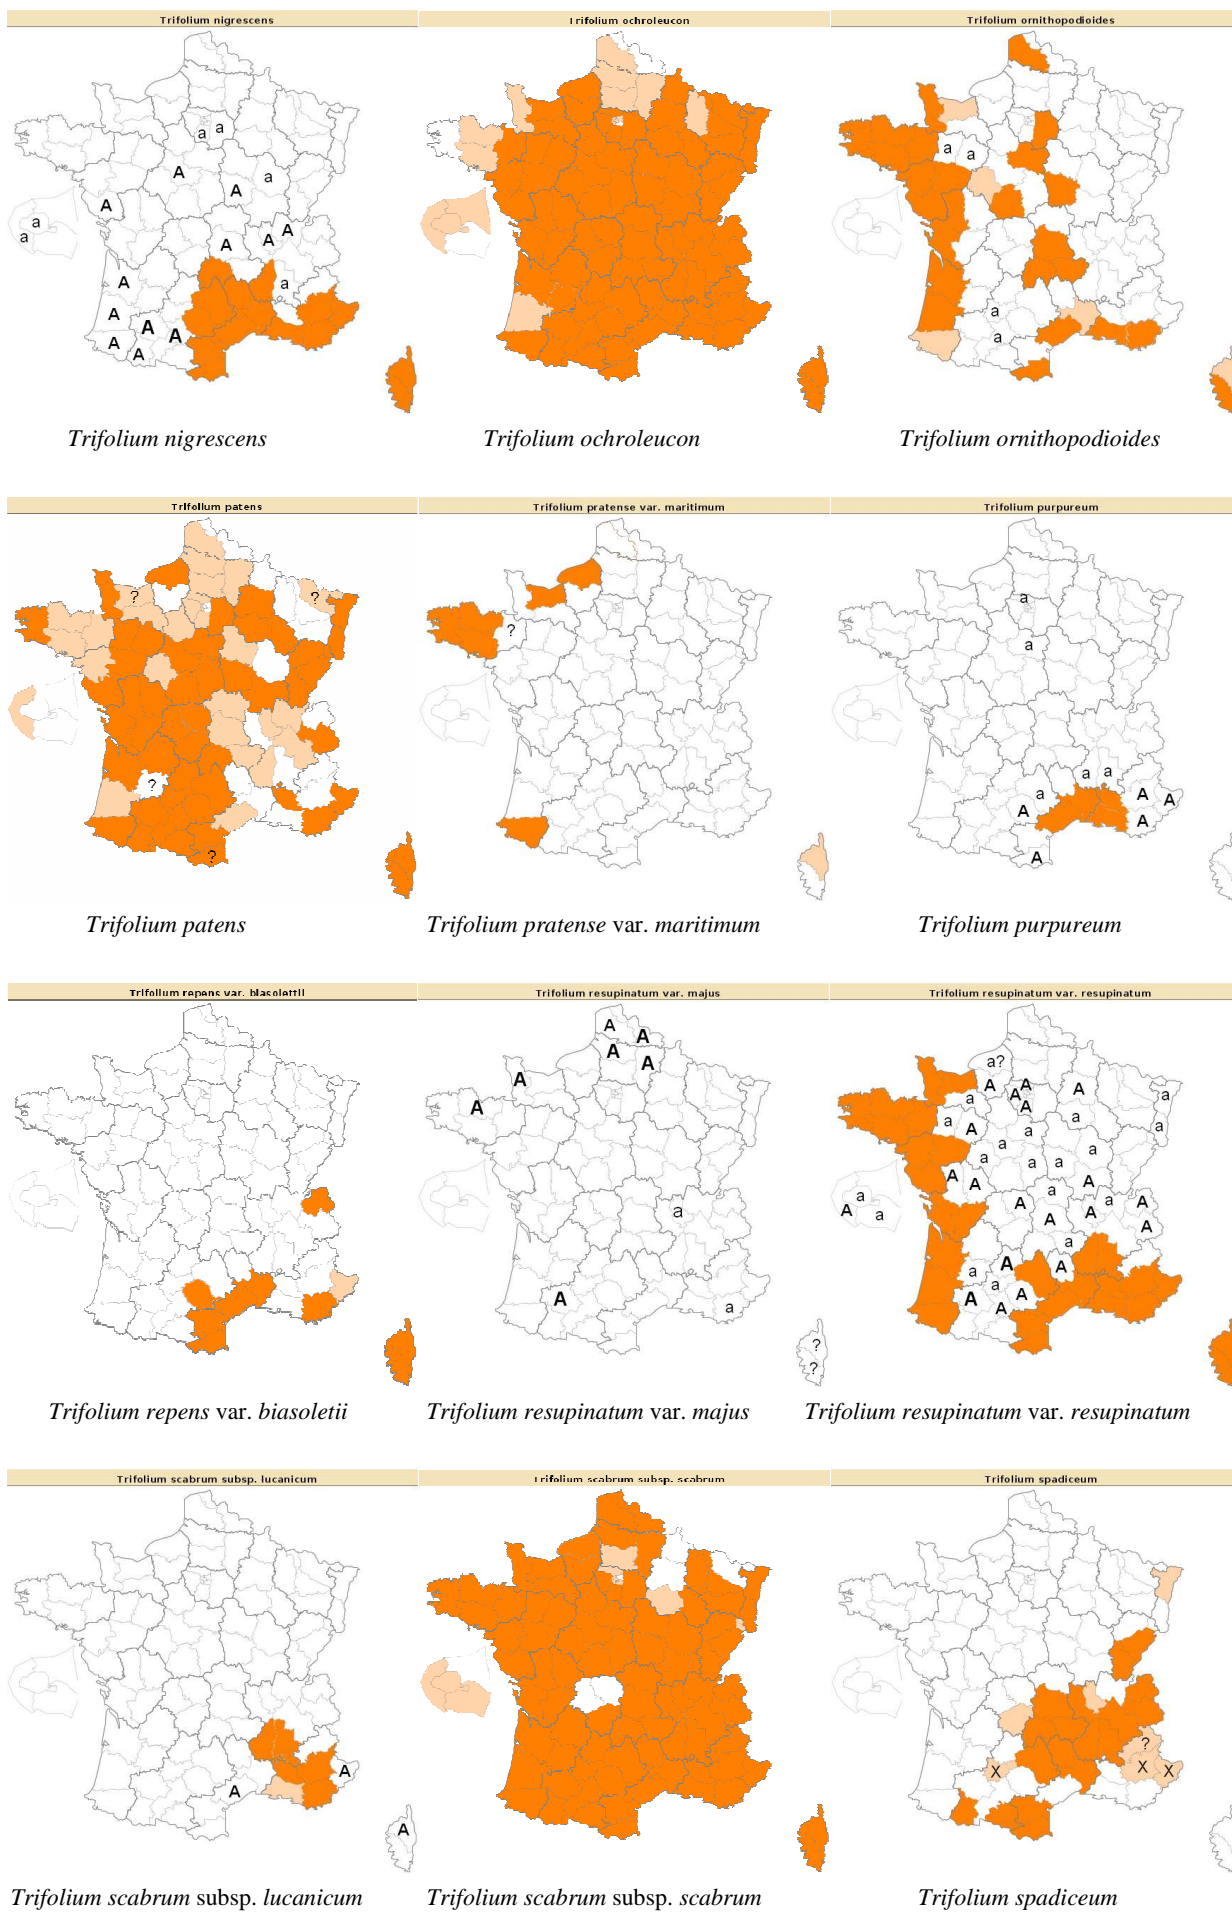 Trifolium nigrescens
Trifolium ochroleucon
Trifolium ornithopodioides
a a
A a
A
A
a
a
A
A A
A
a
A
A
A
A
A
a a
a
a
Trifolium nigrescens
Trifolium ochroleucon
Trifolium ornithopodioides
Trifolium patens
Trifolium pratense var. maritimum
Trifolium purpureum
?
?
?
?
?
a
a
a a
a
A
A
A
A
A
Trifolium patens
Trifolium pratense var. maritimum
Trifolium purpureum
Trifolium repens var. biasolettii
Trifolium resupinatum var. majus
Trifolium resupinatum var. resupinatum
A
A
A
A
A
A
a
A
a
?
?
a?
A
A
A
A
A
a
a
a
A
a
a
a
a
a
a
a
a
A
A
a
A
a
A
A
A
A
A
a
A
a
a
A
a
A
a
A
A
A
Trifolium repens var. biasoletii
Trifolium resupinatum var. majus
Trifolium resupinatum var. resupinatum
Trifolium scabrum subsp. lucanicum
Trifolium scabrum subsp. scabrum
Trifolium spadiceum
A
A
A
?
X
X
X
Trifolium scabrum subsp. lucanicum
Trifolium scabrum subsp. scabrum
Trifolium spadiceum